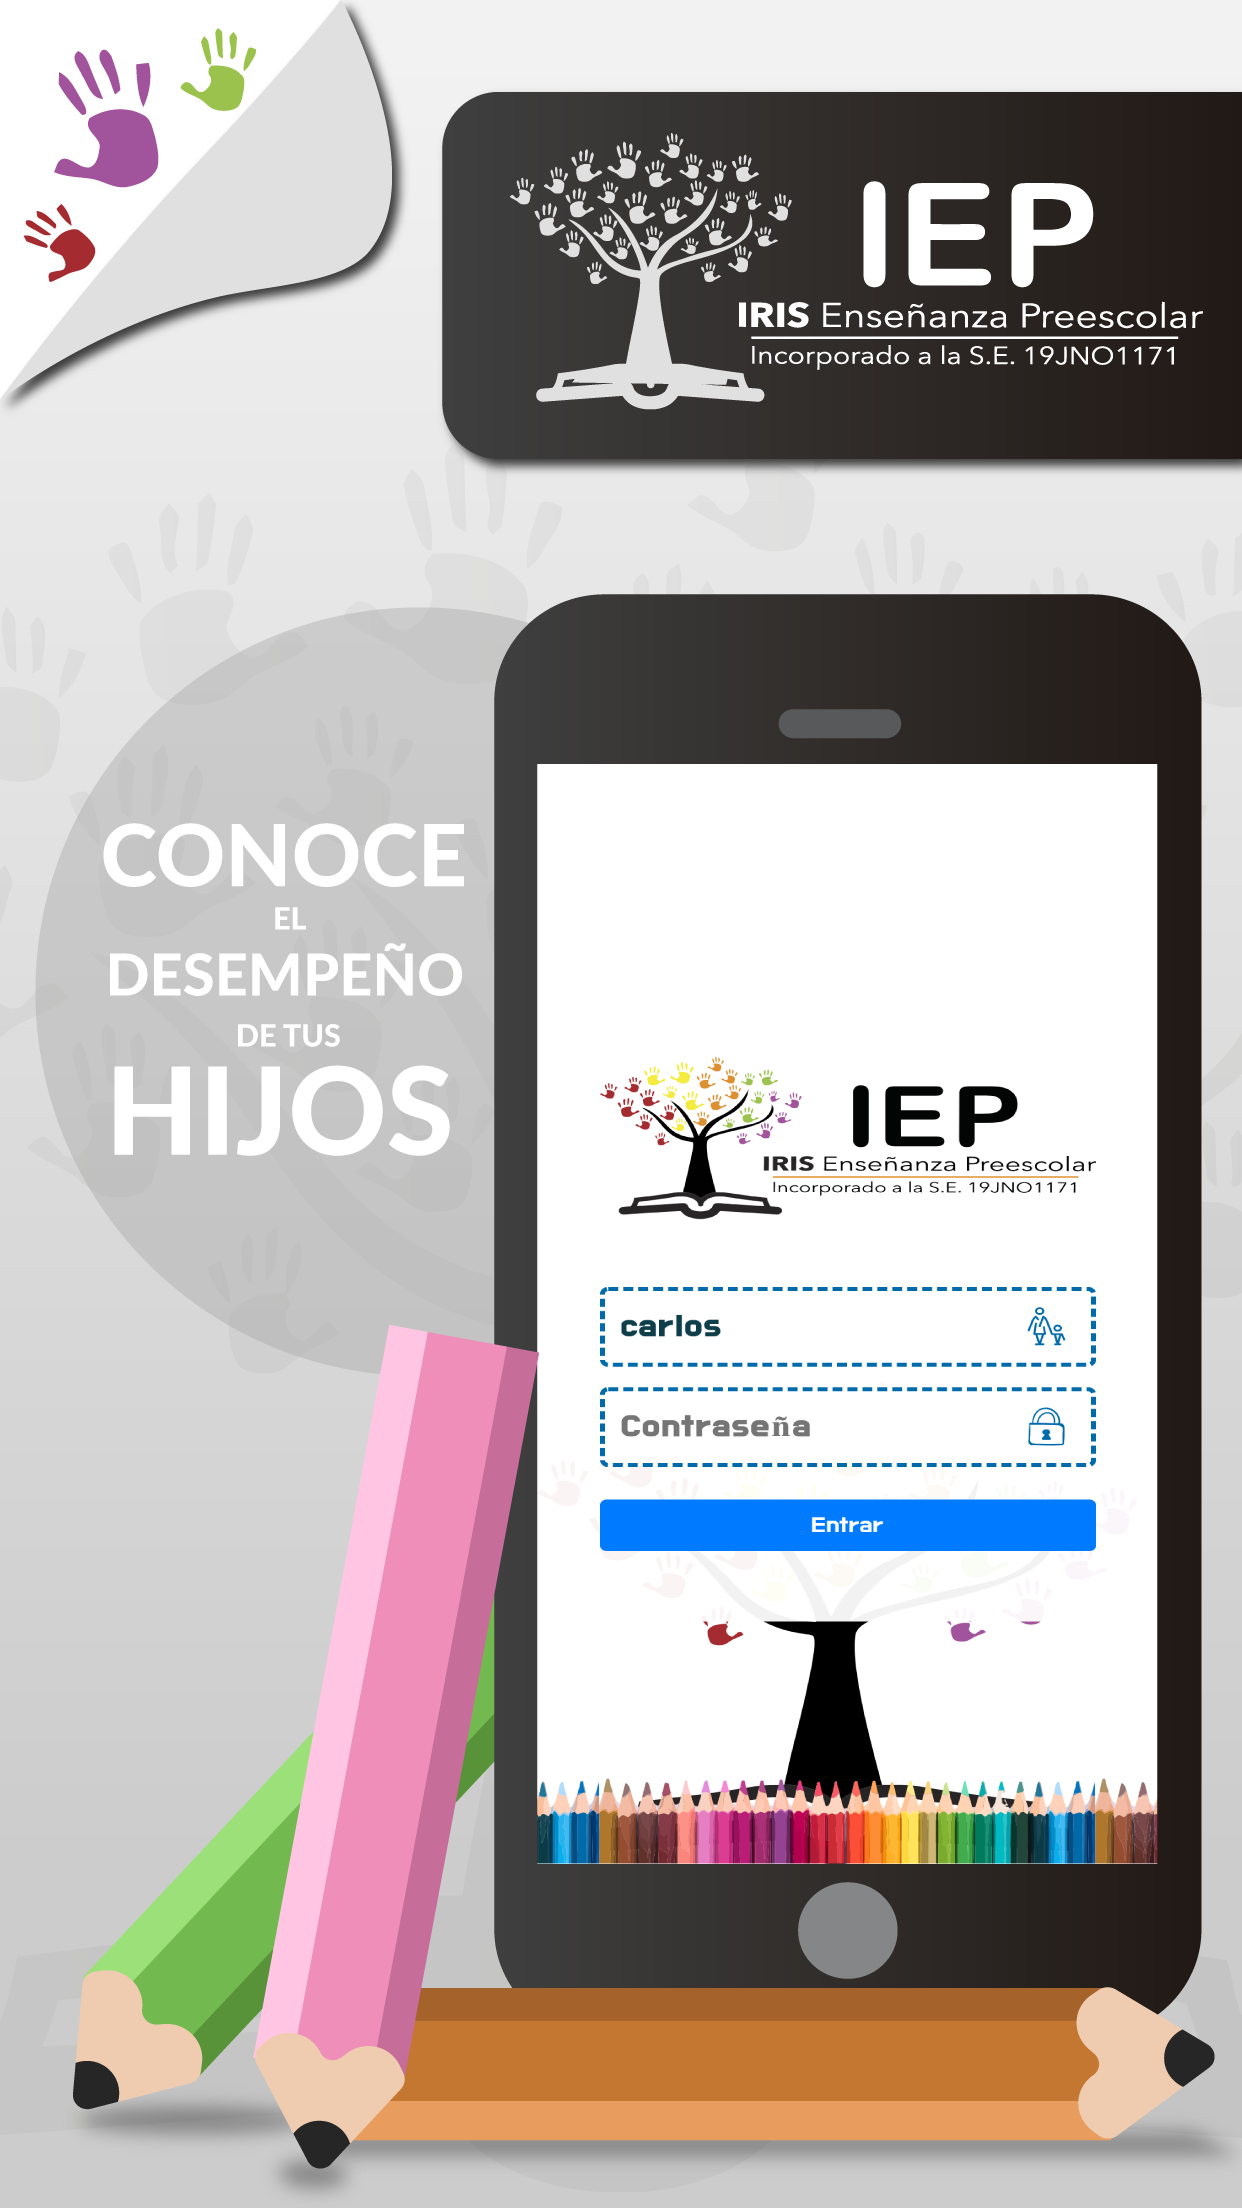 IEP
IRIS Enseñanza Preescolar
Incorporado a la S.E. 19JNO1171
CONOCE
EL
DESEMPEÑO
DE TUS
HIJOS
IEP
IRIS Enseñanza Preescolar
Incorporado a la S.E. 19JNO1171
carlos
Contraseña
Entrar